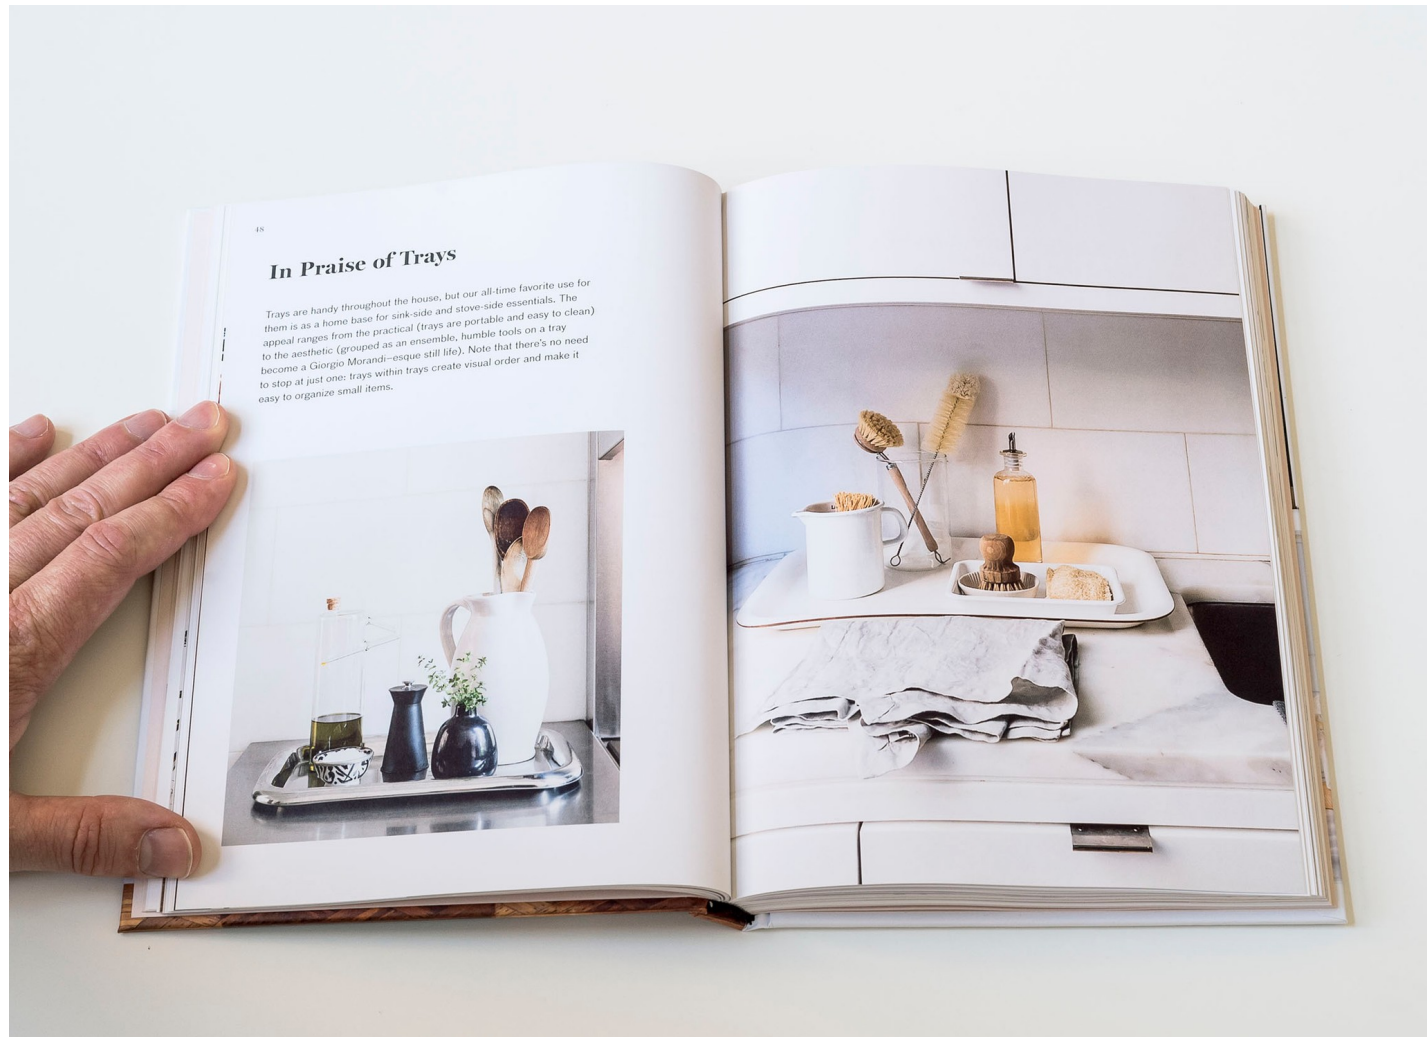 48
In Praise of Trays
Trays are handy throughout the house, but our all-time favorite use for
them is as a home base for sink-side and stove-side essentials. The
appeal ranges from the practical (trays are portable and easy to clean)
to the aesthetic (grouped as an ensemble, humble tools on a tray
become a Giorgio Morandi–esque still life). Note that there's no need
to stop at just one: trays within trays create visual order and make it
easy to organize small items.